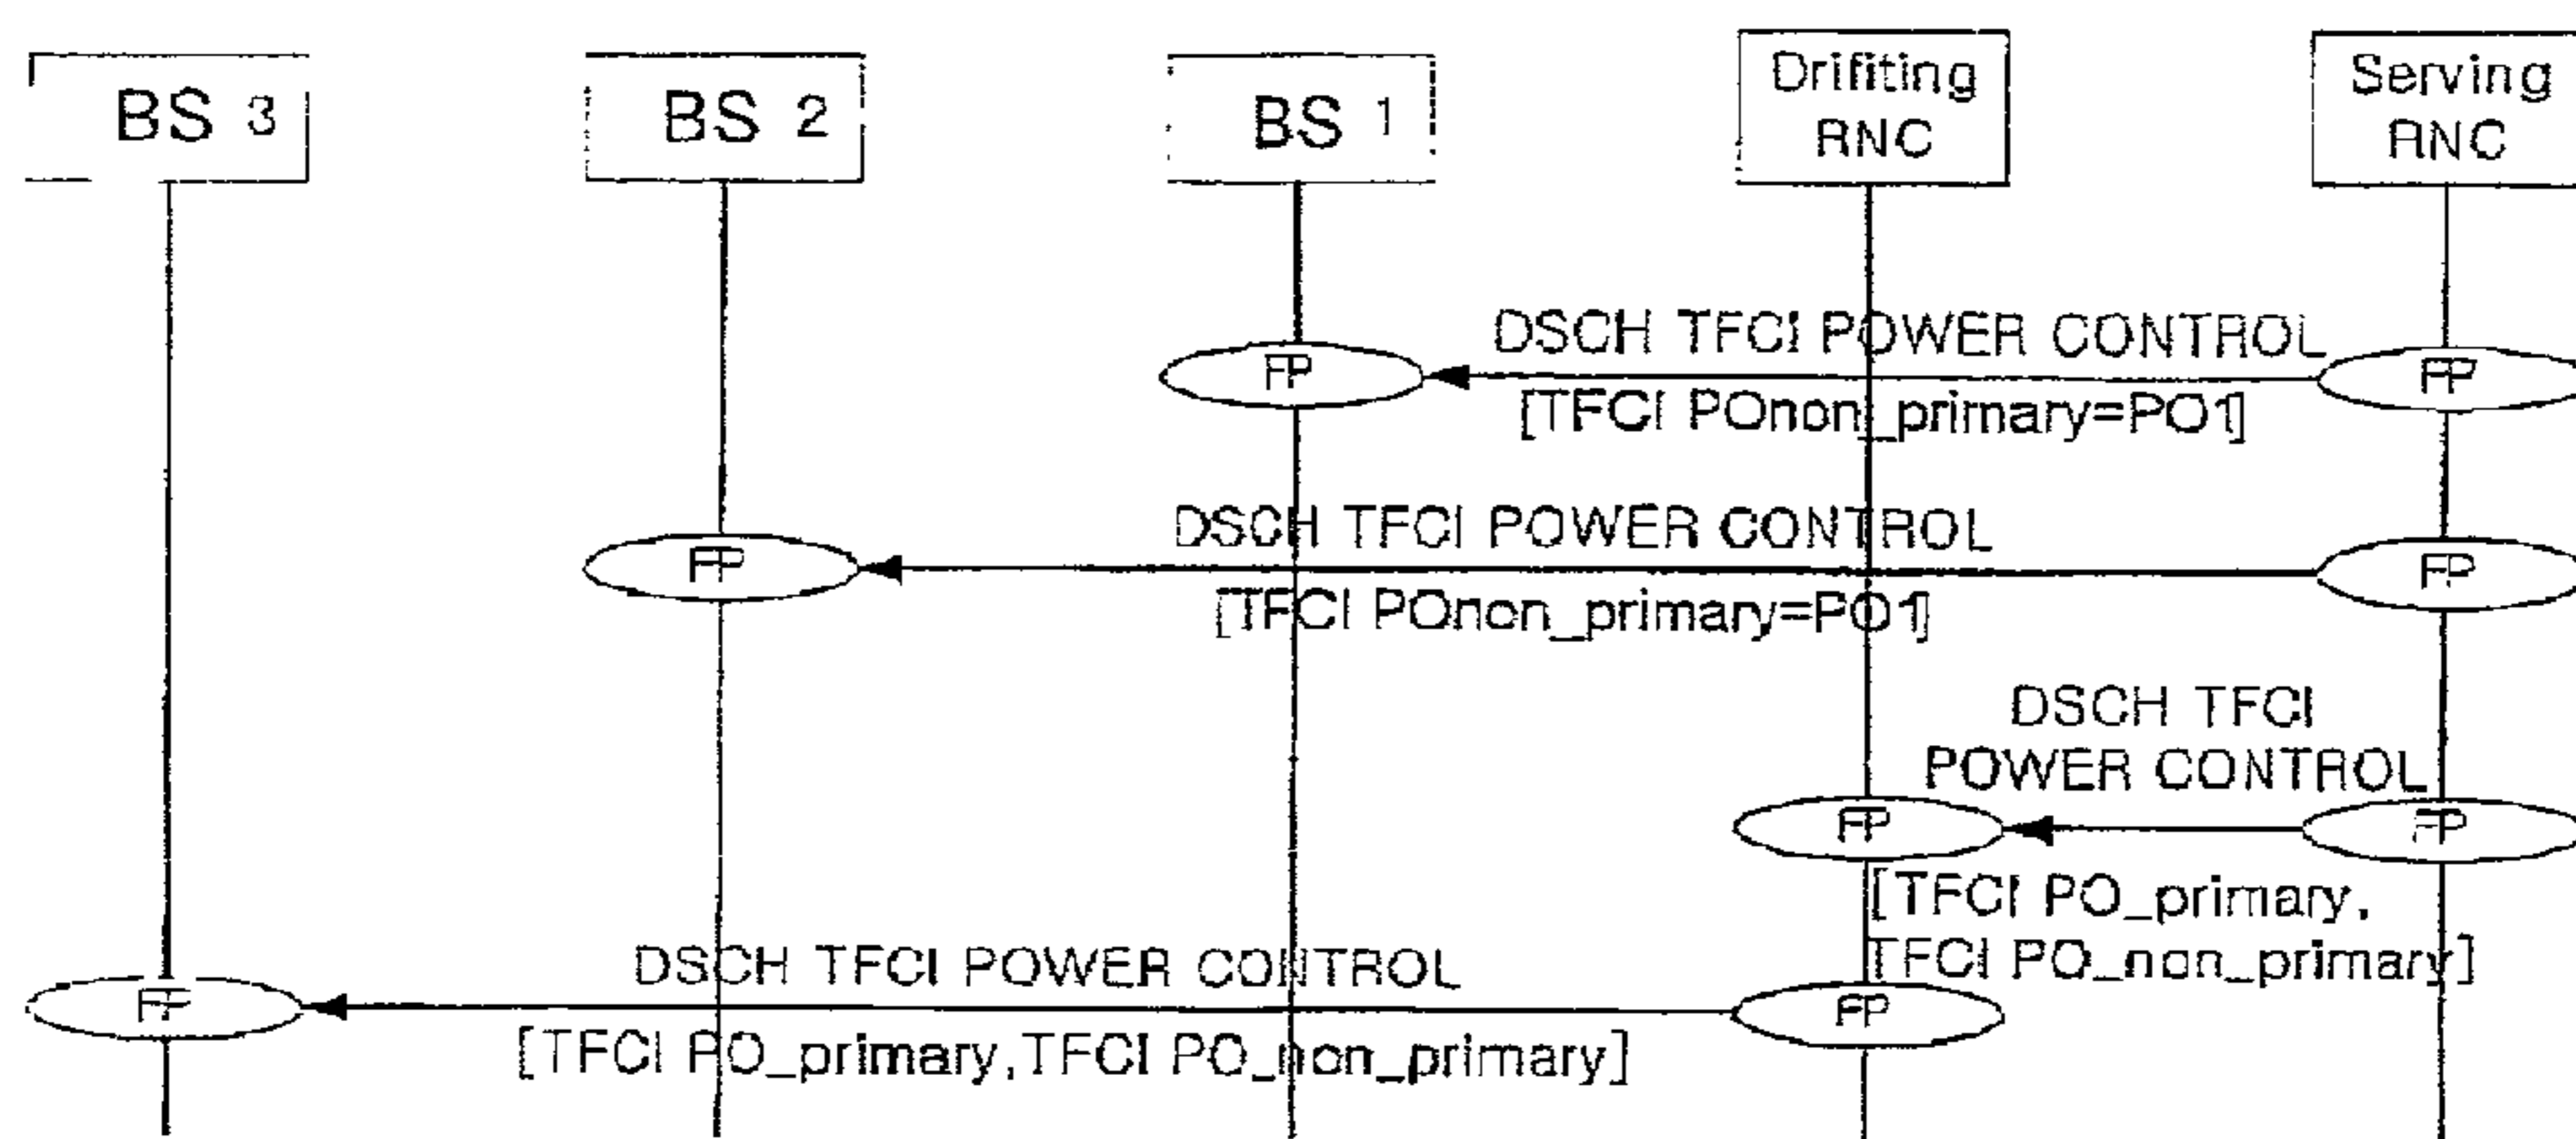 BS 3
BS 2
BS 1
Drifiting
RNC
Serving
RNC
DSCH TFCI POWER CONTROL
FP
FP
[TFCI POnon_primary=PO1]
DSCH TFCI POWER CONTROL
FP
FP
[TFCI POnon_primary=PO1]
DSCH TFCI
POWER CONTROL
FP
FP
[TFCI PO_primary,
TFCI PO_non_primary]
DSCH TFCI POWER CONTROL
FP
FP
[TFCI PO_primary,TFCI PO_non_primary]